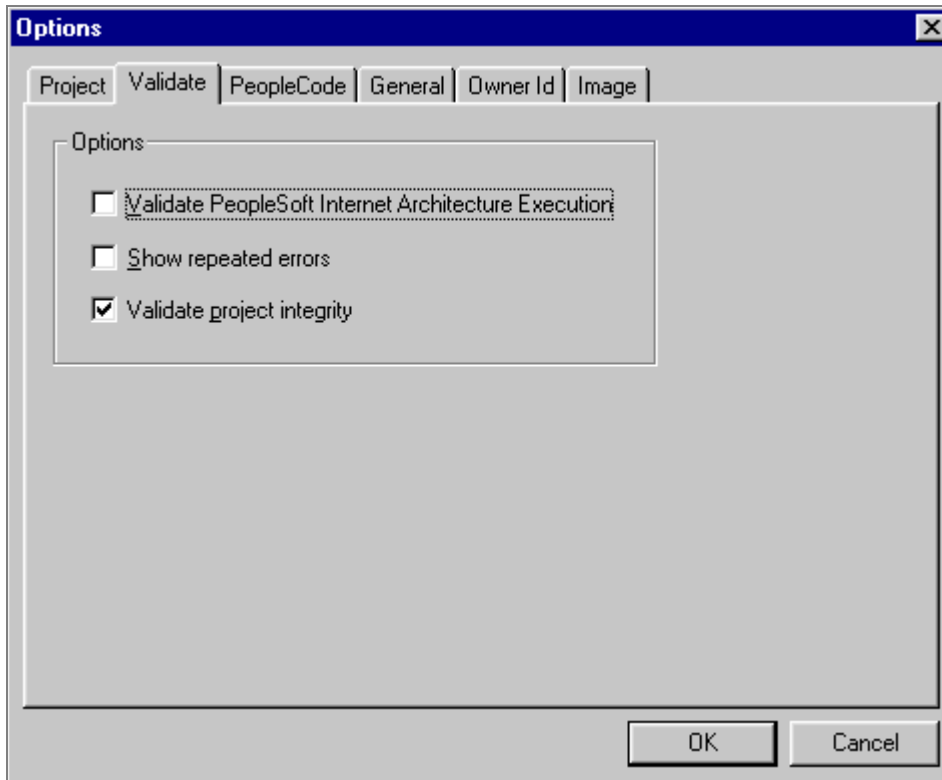 Options
Project Validate PeopleCode General Owner Id Image
Options
Validate PeopleSoft Internet Architecture Execution
Show repeated errors
Validate project integrity
OK Cancel